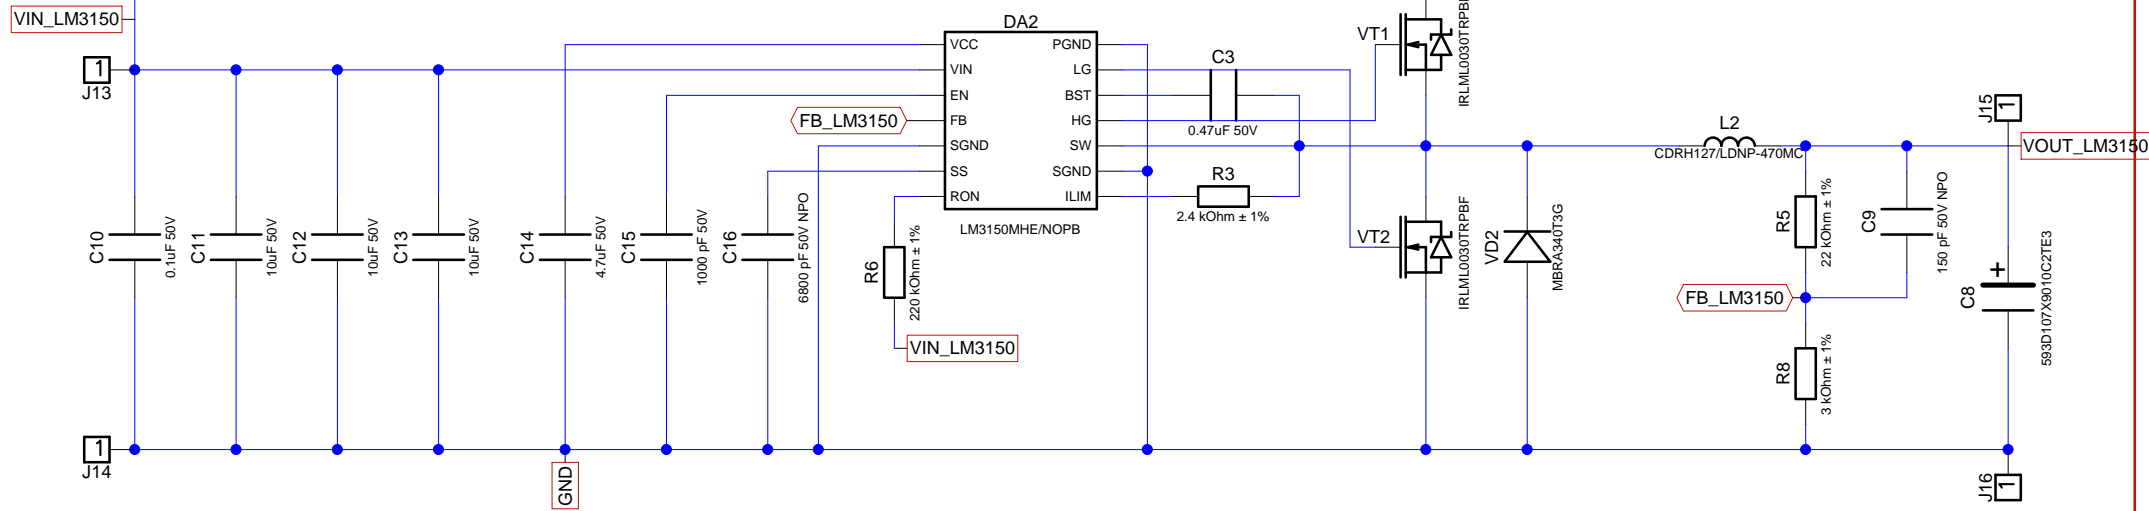 VIN_LM3150
1
J13
C10
0.1uF 50V
C11
10uF 50V
C12
10uF 50V
C13
10uF 50V
C14
4.7uF 50V
C15
1000 pF 50V
C16
6800 pF 50V NPO
1
J14
GND
FB_LM3150
R6
220 kOhm ± 1%
VIN_LM3150
DA2
VCC
VIN
EN
FB
SGND
SS
RON
PGND
LG
BST
HG
SW
SGND
ILIM
LM3150MHE/NOPB
C3
0.47uF 50V
R3
2.4 kOhm ± 1%
VT1
IRLML0030TRPBF
VT2
IRLML0030TRPBF
VD2
MBRA340T3G
L2
CDRH127/LDNP-470MC
R5
22 kOhm ± 1%
C9
150 pF 50V NPO
FB_LM3150
R8
3 kOhm ± 1%
J15
1
VOUT_LM3150
+
C8
593D107X9010C2TE3
J16
1